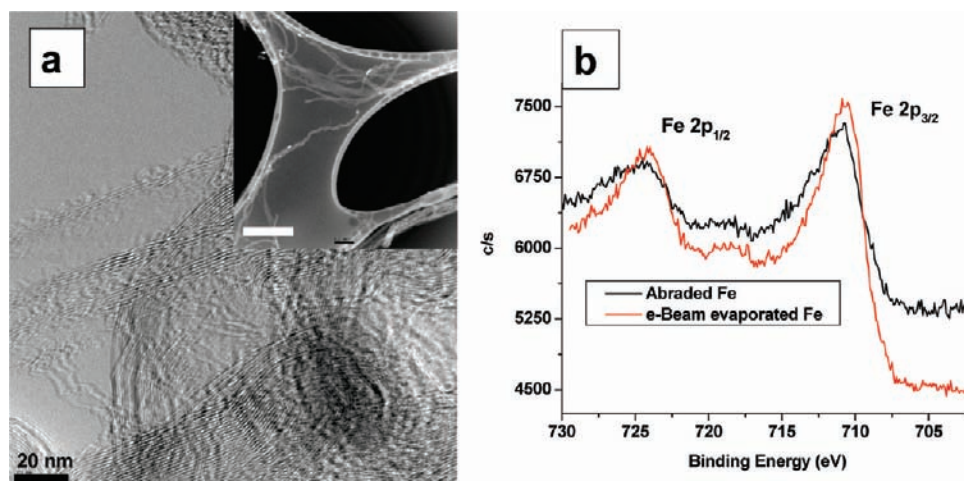 a
20 nm
b
7500
6750
6000
5250
4500
c/s
Fe 2p1/2
Fe 2p3/2
Abraded Fe
e-Beam evaporated Fe
730
725
720
715
710
705
Binding Energy (eV)